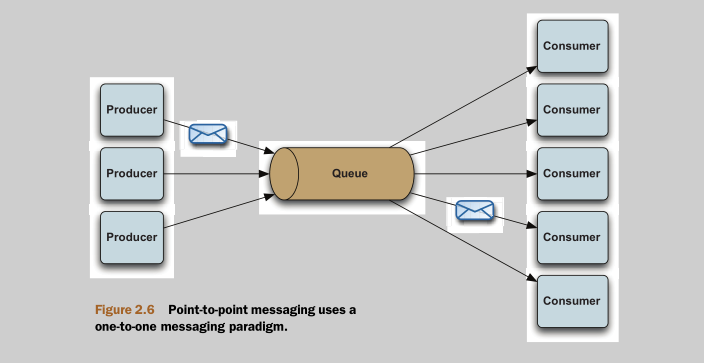 Consumer
Producer
Consumer
Producer
Queue
Consumer
Producer
Consumer
Consumer
Figure 2.6 Point-to-point messaging uses a
one-to-one messaging paradigm.